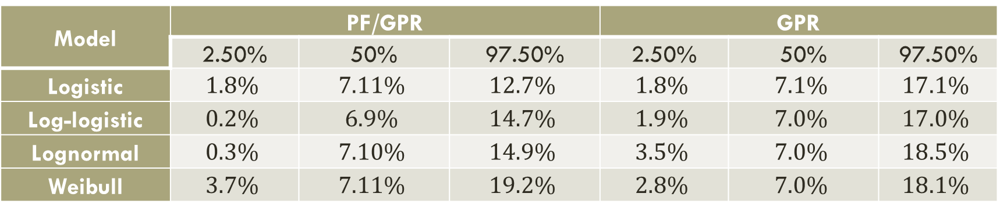 Model PF/GPR GPR
2.50% 50% 97.50% 2.50% 50% 97.50%
Logistic 1.8% 7.11% 12.7% 1.8% 7.1% 17.1%
Log-logistic 0.2% 6.9% 14.7% 1.9% 7.0% 17.0%
Lognormal 0.3% 7.10% 14.9% 3.5% 7.0% 18.5%
Weibull 3.7% 7.11% 19.2% 2.8% 7.0% 18.1%